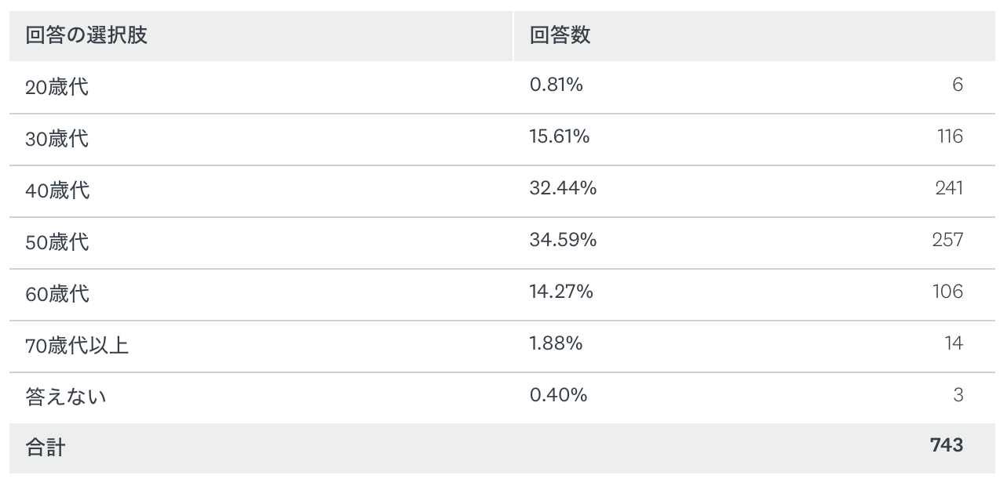 回答の選択肢 回答数
20歳代 0.81% 6
30歳代 15.61% 116
40歳代 32.44% 241
50歳代 34.59% 257
60歳代 14.27% 106
70歳代以上 1.88% 14
答えない 0.40% 3
合計 743